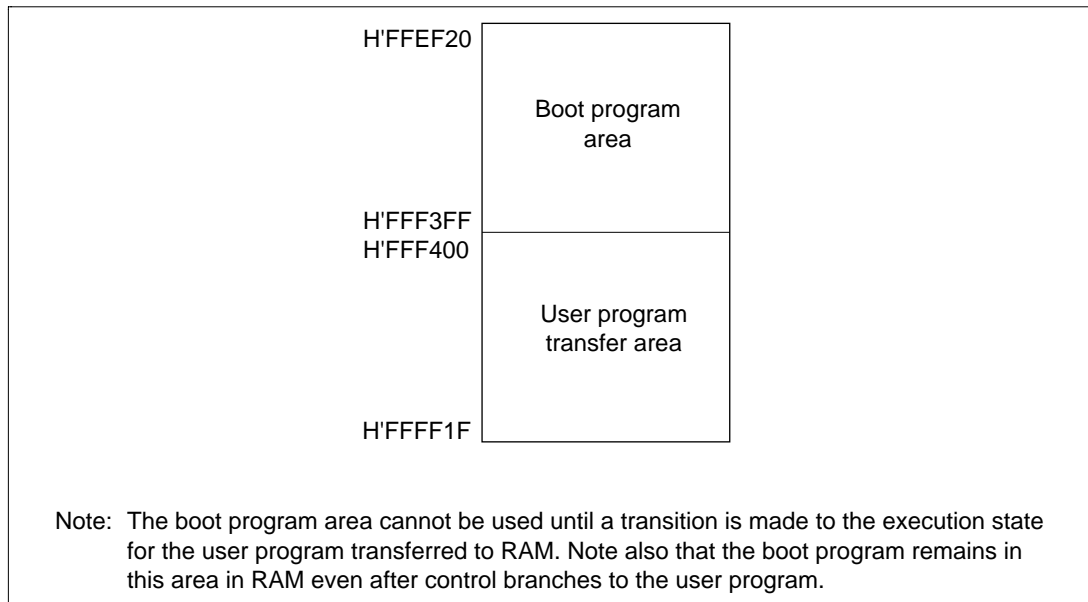 H'FFEF20
Boot program
area
H'FFF3FF
H'FFF400
User program
transfer area
H'FFFF1F
Note: The boot program area cannot be used until a transition is made to the execution state
for the user program transferred to RAM. Note also that the boot program remains in
this area in RAM even after control branches to the user program.